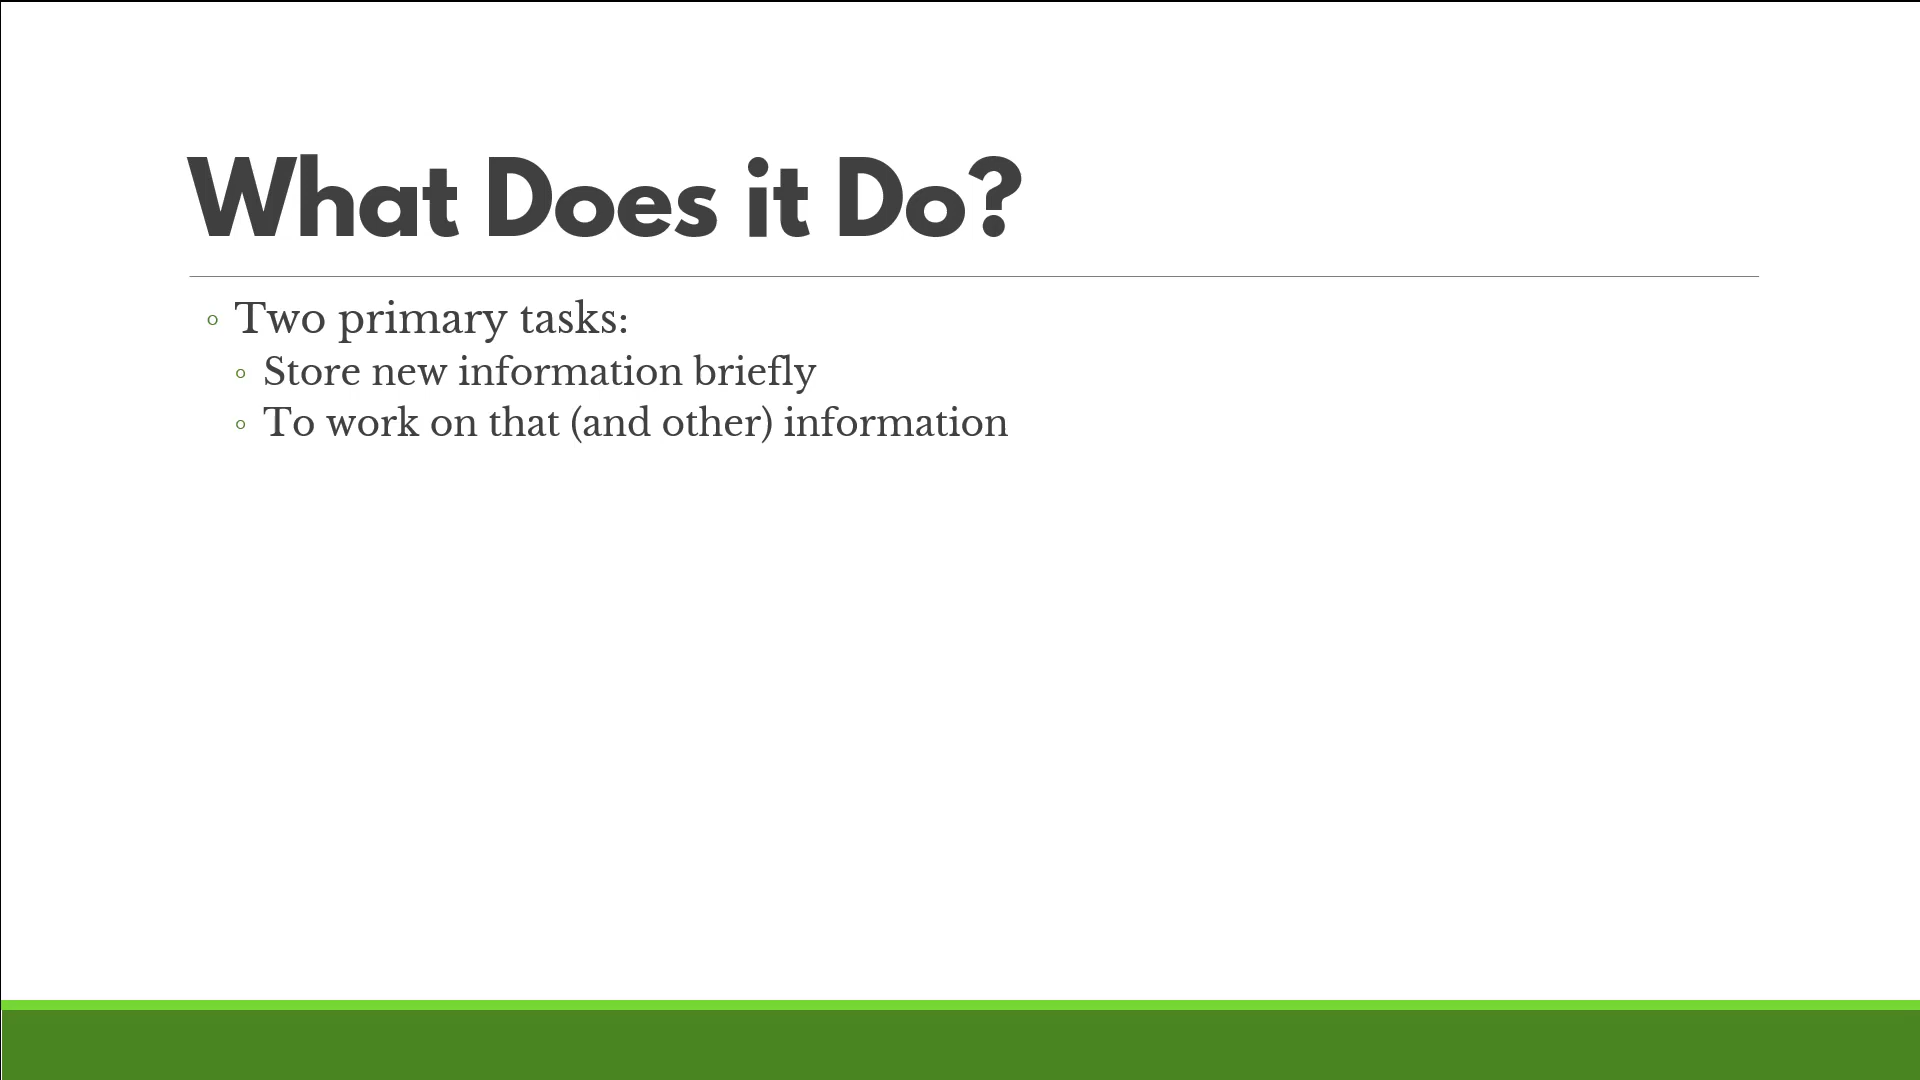 What Does it Do?
◦ Two primary tasks:
◦ Store new information briefly
◦ To work on that (and other) information